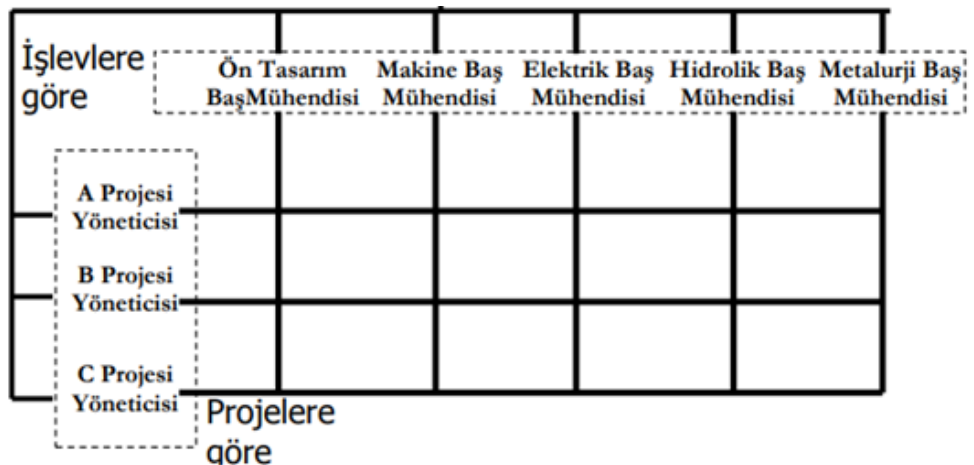 İşlevlere
göre
Ön Tasarım
BaşMühendisi
Makine Baş
Mühendisi
Elektrik Baş
Mühendisi
Hidrolik Baş
Mühendisi
Metalurji Baş
Mühendisi
A Projesi
Yöneticisi
B Projesi
Yöneticisi
C Projesi
Yöneticisi
Projelere
göre